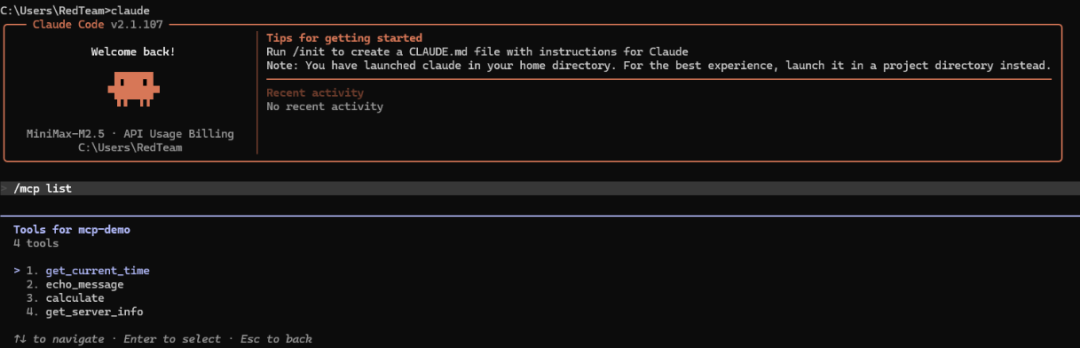 C:\Users\RedTeam>claude
Claude Code v2.1.107
Welcome back!
MiniMax-M2.5 · API Usage Billing
C:\Users\RedTeam
Tips for getting started
Run /init to create a CLAUDE.md file with instructions for Claude
Note: You have launched claude in your home directory. For the best experience, launch it in a project directory instead.
Recent activity
No recent activity
> /mcp list
Tools for mcp-demo
4 tools
> 1. get_current_time
2. echo_message
3. calculate
4. get_server_info
↑↓ to navigate · Enter to select · Esc to back